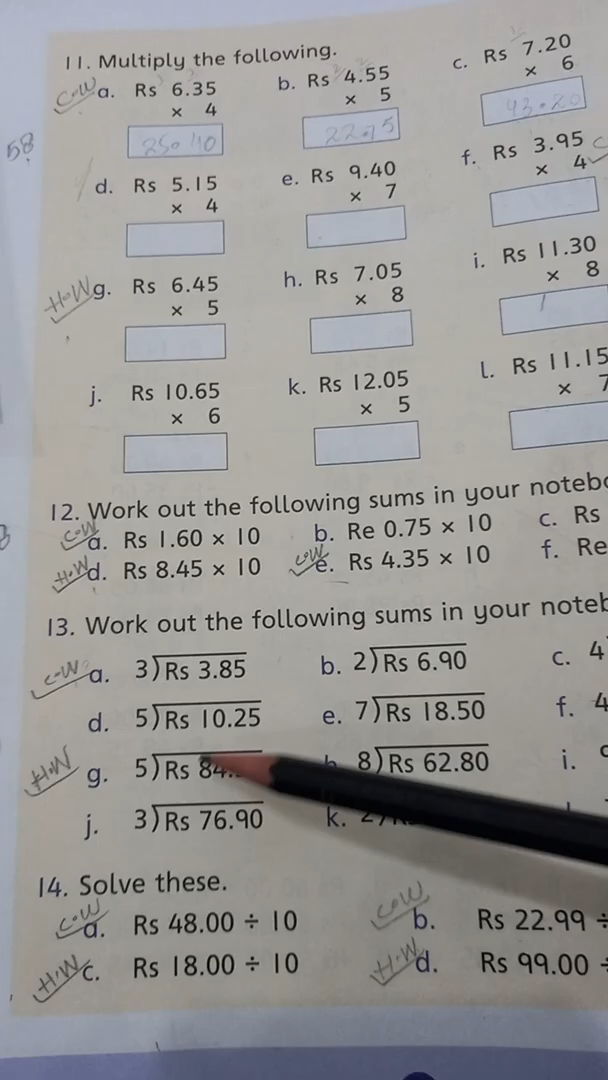 11. Multiply the following.
C.W a. Rs 6.35 b. Rs 4.55 c. Rs 7.20
× 4 × 5 × 6
25.40 22.75 43.20
58
d. Rs 5.15 e. Rs 9.40 f. Rs 3.95
× 4 × 7 × 4
H.W g. Rs 6.45 h. Rs 7.05 i. Rs 11.30
× 5 × 8 × 8
j. Rs 10.65 k. Rs 12.05 l. Rs 11.15
× 6 × 5 × 7
12. Work out the following sums in your notebo
C.W a. Rs 1.60 × 10 b. Re 0.75 × 10 c. Rs
H.W d. Rs 8.45 × 10 C.W e. Rs 4.35 × 10 f. Re
13. Work out the following sums in your noteb
C.W a. 3)Rs 3.85 b. 2)Rs 6.90 c. 4
d. 5)Rs 10.25 e. 7)Rs 18.50 f. 4
H.W g. 5)Rs 84. h 8)Rs 62.80 i.
j. 3)Rs 76.90 k. 2)
14. Solve these.
C.W a. Rs 48.00 ÷ 10 C.W b. Rs 22.99 ÷
H.W c. Rs 18.00 ÷ 10 H.W d. Rs 99.00 ÷